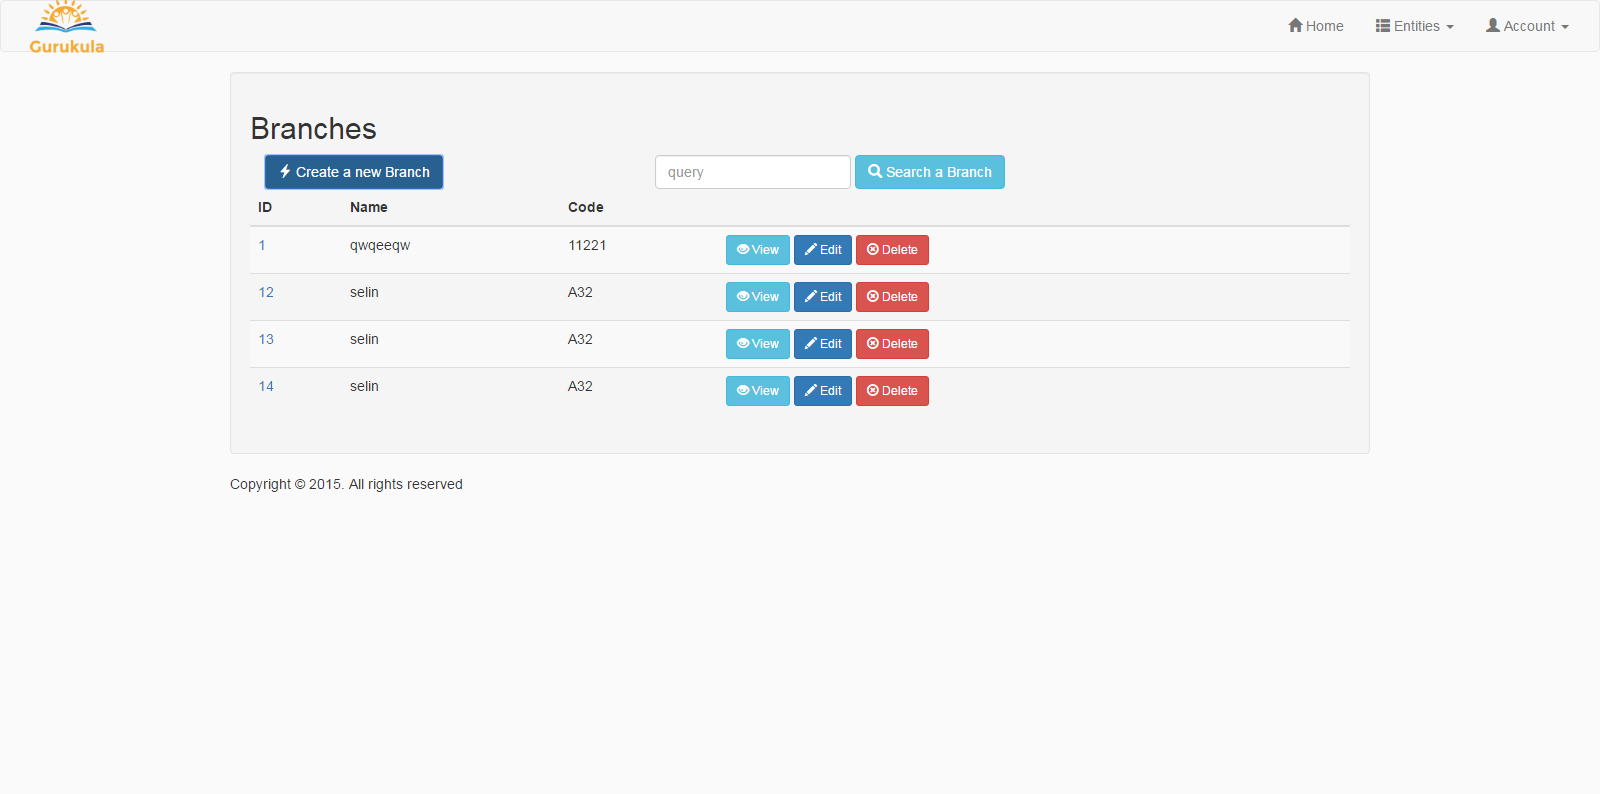 Gurukula
Home Entities Account
Branches
Create a new Branch query Search a Branch
ID Name Code
1 qwqeeqw 11221 View Edit Delete
12 selin A32 View Edit Delete
13 selin A32 View Edit Delete
14 selin A32 View Edit Delete
Copyright © 2015. All rights reserved